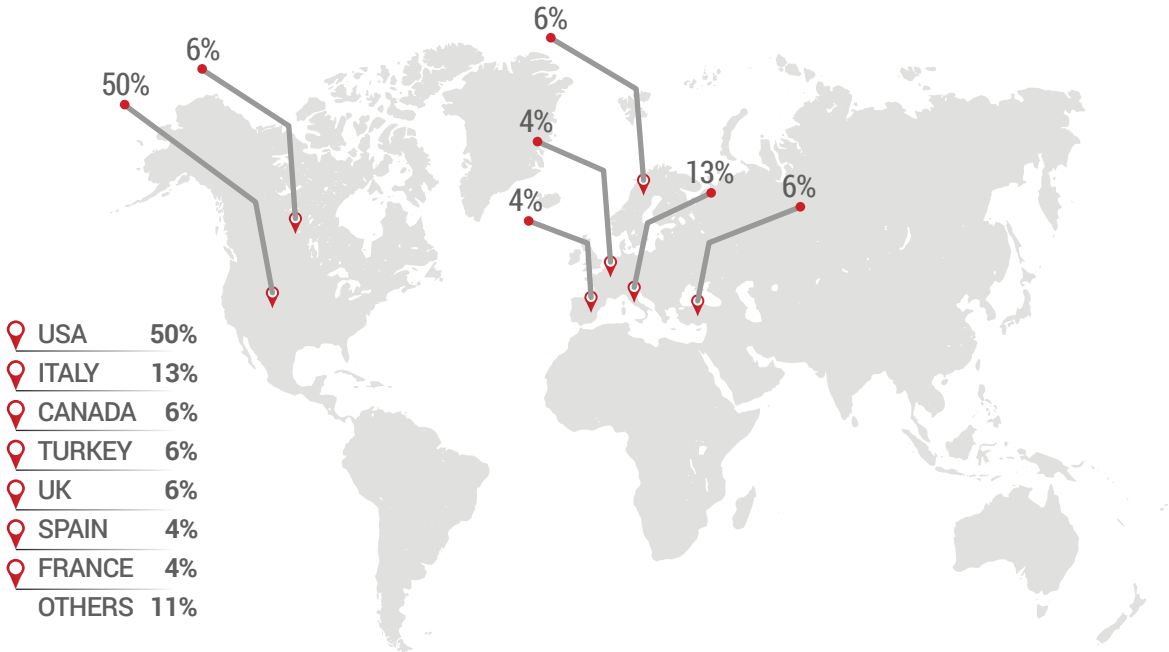 6%
6%
50%
4%
13%
6%
4%
USA 50%
ITALY 13%
CANADA 6%
TURKEY 6%
UK 6%
SPAIN 4%
FRANCE 4%
OTHERS 11%